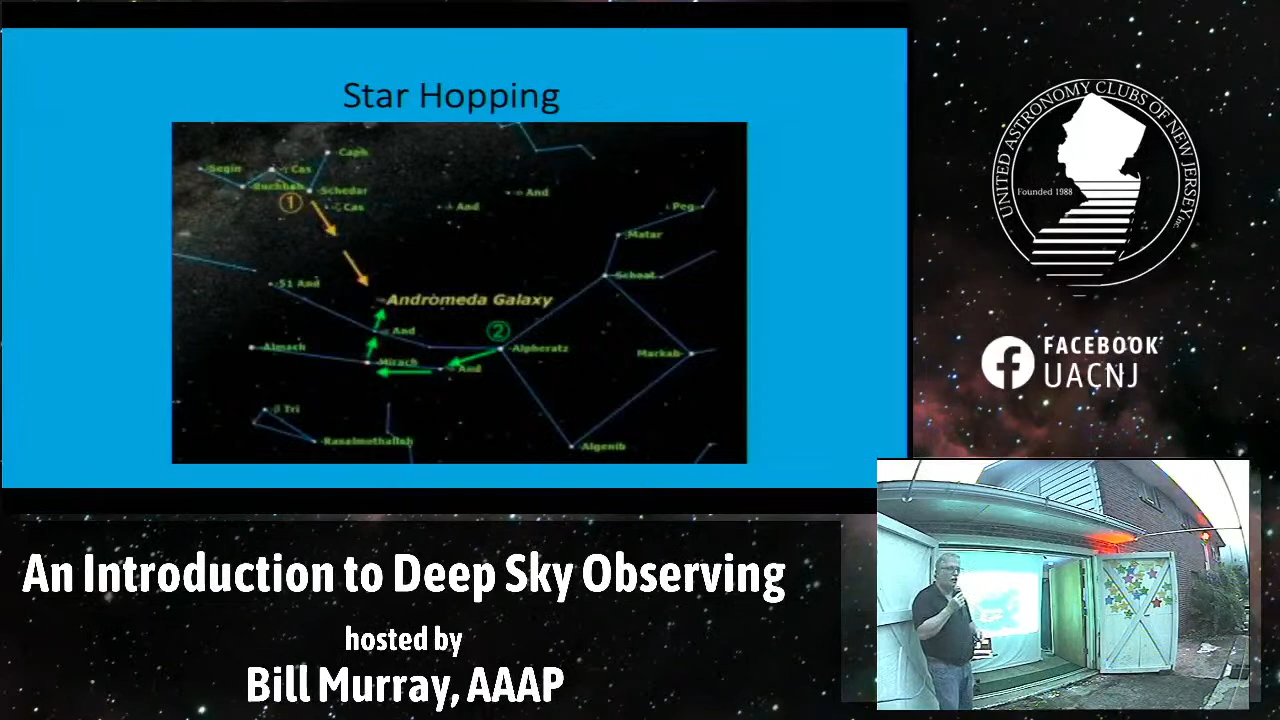 Star Hopping
Caph
Segin
Cas
Ruchbah
Schedar
And
①
Cas
And
Peg
Matar
Scheat
51 And
Andromeda Galaxy
②
And
Almach
Alpheratz
Markab
Mirach
And
β Tri
Rasalmothallah
Algenib
UNITED ASTRONOMY CLUBS OF NEW JERSEY Inc.
Founded 1988
FACEBOOK
UACNJ
An Introduction to Deep Sky Observing
hosted by
Bill Murray, AAAP